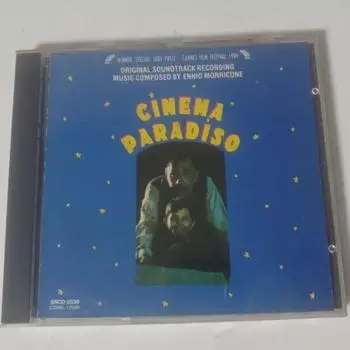 WINNER "SPECIAL JURY PRIZE" CANNES FILM FESTIVAL 1989
ORIGINAL SOUNDTRACK RECORDING
MUSIC COMPOSED BY ENNIO MORRICONE
CINEMA
PARADISO